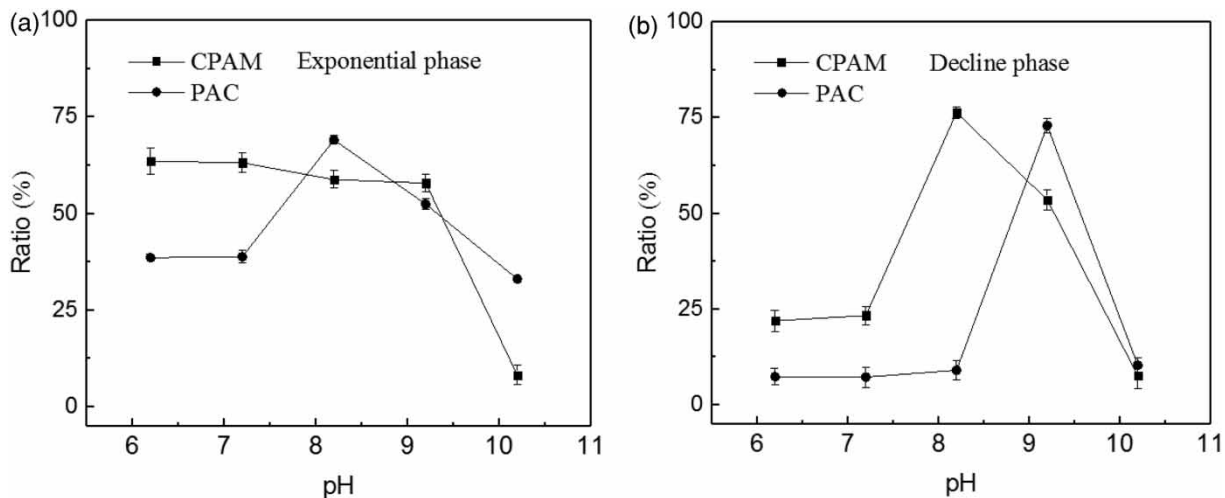 (a)
100
75
50
25
0
Ratio (%)
CPAM Exponential phase
PAC
6 7 8 9 10 11
pH
(b)
100
75
50
25
0
Ratio (%)
CPAM Decline phase
PAC
6 7 8 9 10 11
pH